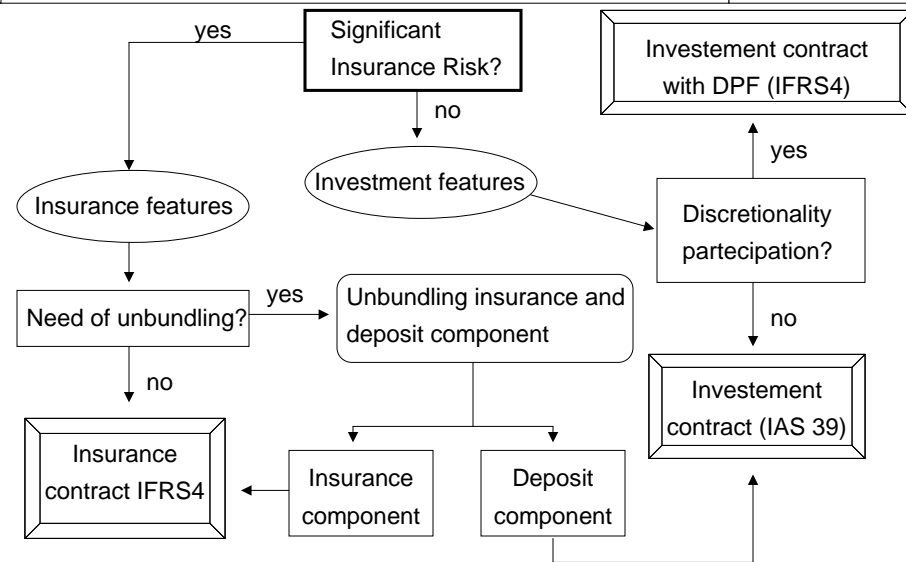 yes
Significant
Insurance Risk?
Investement contract
with DPF (IFRS4)
no
yes
Insurance features
Investment features
Discretionality
partecipation?
Need of unbundling?
yes
Unbundling insurance and
deposit component
no
no
Insurance
contract IFRS4
Insurance
component
Deposit
component
Investement
contract (IAS 39)